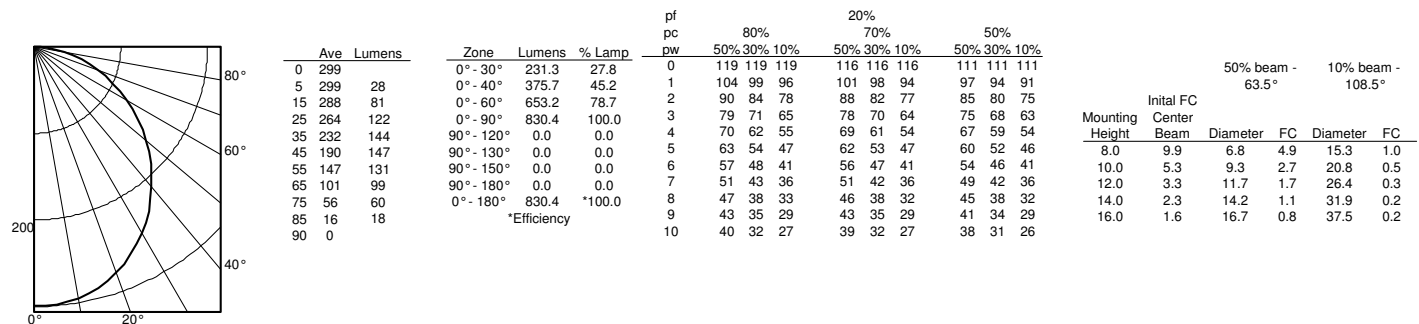 200
0°
20°
40°
60°
80°
Ave Lumens
0 299
5 299 28
15 288 81
25 264 122
35 232 144
45 190 147
55 147 131
65 101 99
75 56 60
85 16 18
90 0
Zone Lumens % Lamp
0° - 30° 231.3 27.8
0° - 40° 375.7 45.2
0° - 60° 653.2 78.7
0° - 90° 830.4 100.0
90° - 120° 0.0 0.0
90° - 130° 0.0 0.0
90° - 150° 0.0 0.0
90° - 180° 0.0 0.0
0° - 180° 830.4 *100.0
*Efficiency
pf 20%
pc 80% 70% 50%
pw 50% 30% 10% 50% 30% 10% 50% 30% 10%
0 119 119 119 116 116 116 111 111 111
1 104 99 96 101 98 94 97 94 91
2 90 84 78 88 82 77 85 80 75
3 79 71 65 78 70 64 75 68 63
4 70 62 55 69 61 54 67 59 54
5 63 54 47 62 53 47 60 52 46
6 57 48 41 56 47 41 54 46 41
7 51 43 36 51 42 36 49 42 36
8 47 38 33 46 38 32 45 38 32
9 43 35 29 43 35 29 41 34 29
10 40 32 27 39 32 27 38 31 26
50% beam - 10% beam -
63.5° 108.5°
Inital FC
Mounting Center
Height Beam Diameter FC Diameter FC
8.0 9.9 6.8 4.9 15.3 1.0
10.0 5.3 9.3 2.7 20.8 0.5
12.0 3.3 11.7 1.7 26.4 0.3
14.0 2.3 14.2 1.1 31.9 0.2
16.0 1.6 16.7 0.8 37.5 0.2